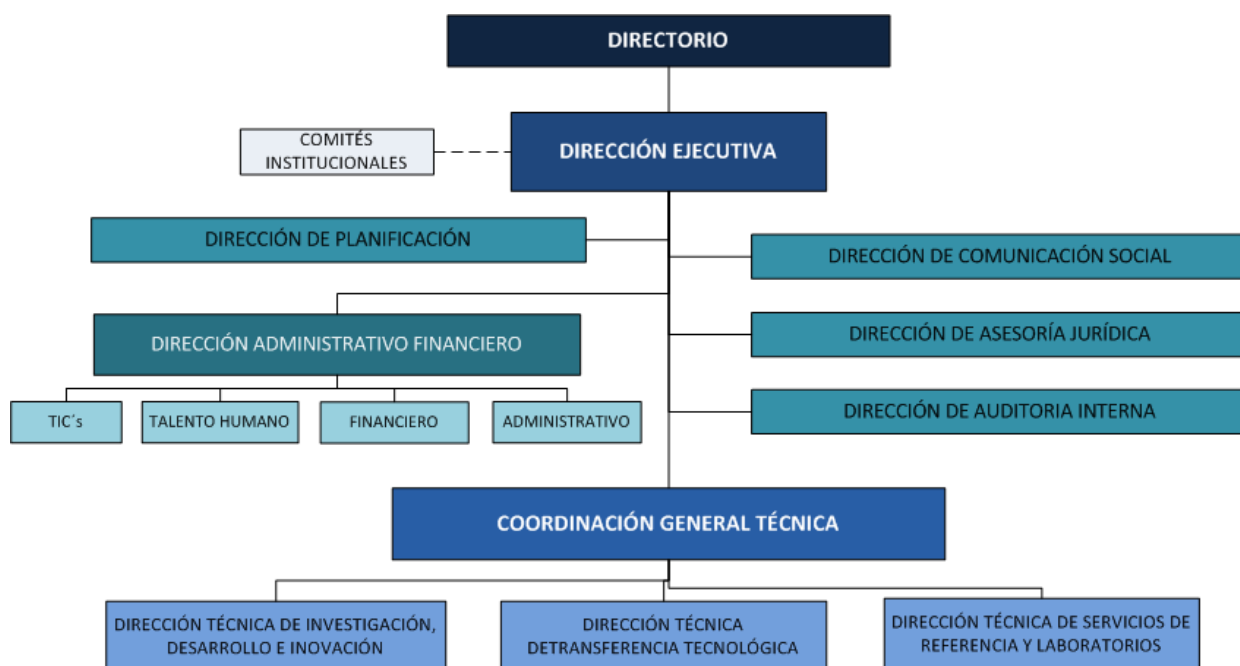 DIRECTORIO
COMITÉS
INSTITUCIONALES
DIRECCIÓN EJECUTIVA
DIRECCIÓN DE PLANIFICACIÓN
DIRECCIÓN DE COMUNICACIÓN SOCIAL
DIRECCIÓN ADMINISTRATIVO FINANCIERO
DIRECCIÓN DE ASESORÍA JURÍDICA
TIC´s
TALENTO HUMANO
FINANCIERO
ADMINISTRATIVO
DIRECCIÓN DE AUDITORIA INTERNA
COORDINACIÓN GENERAL TÉCNICA
DIRECCIÓN TÉCNICA DE INVESTIGACIÓN,
DESARROLLO E INOVACIÓN
DIRECCIÓN TÉCNICA
DETRANSFERENCIA TECNOLÓGICA
DIRECCIÓN TÉCNICA DE SERVICIOS DE
REFERENCIA Y LABORATORIOS